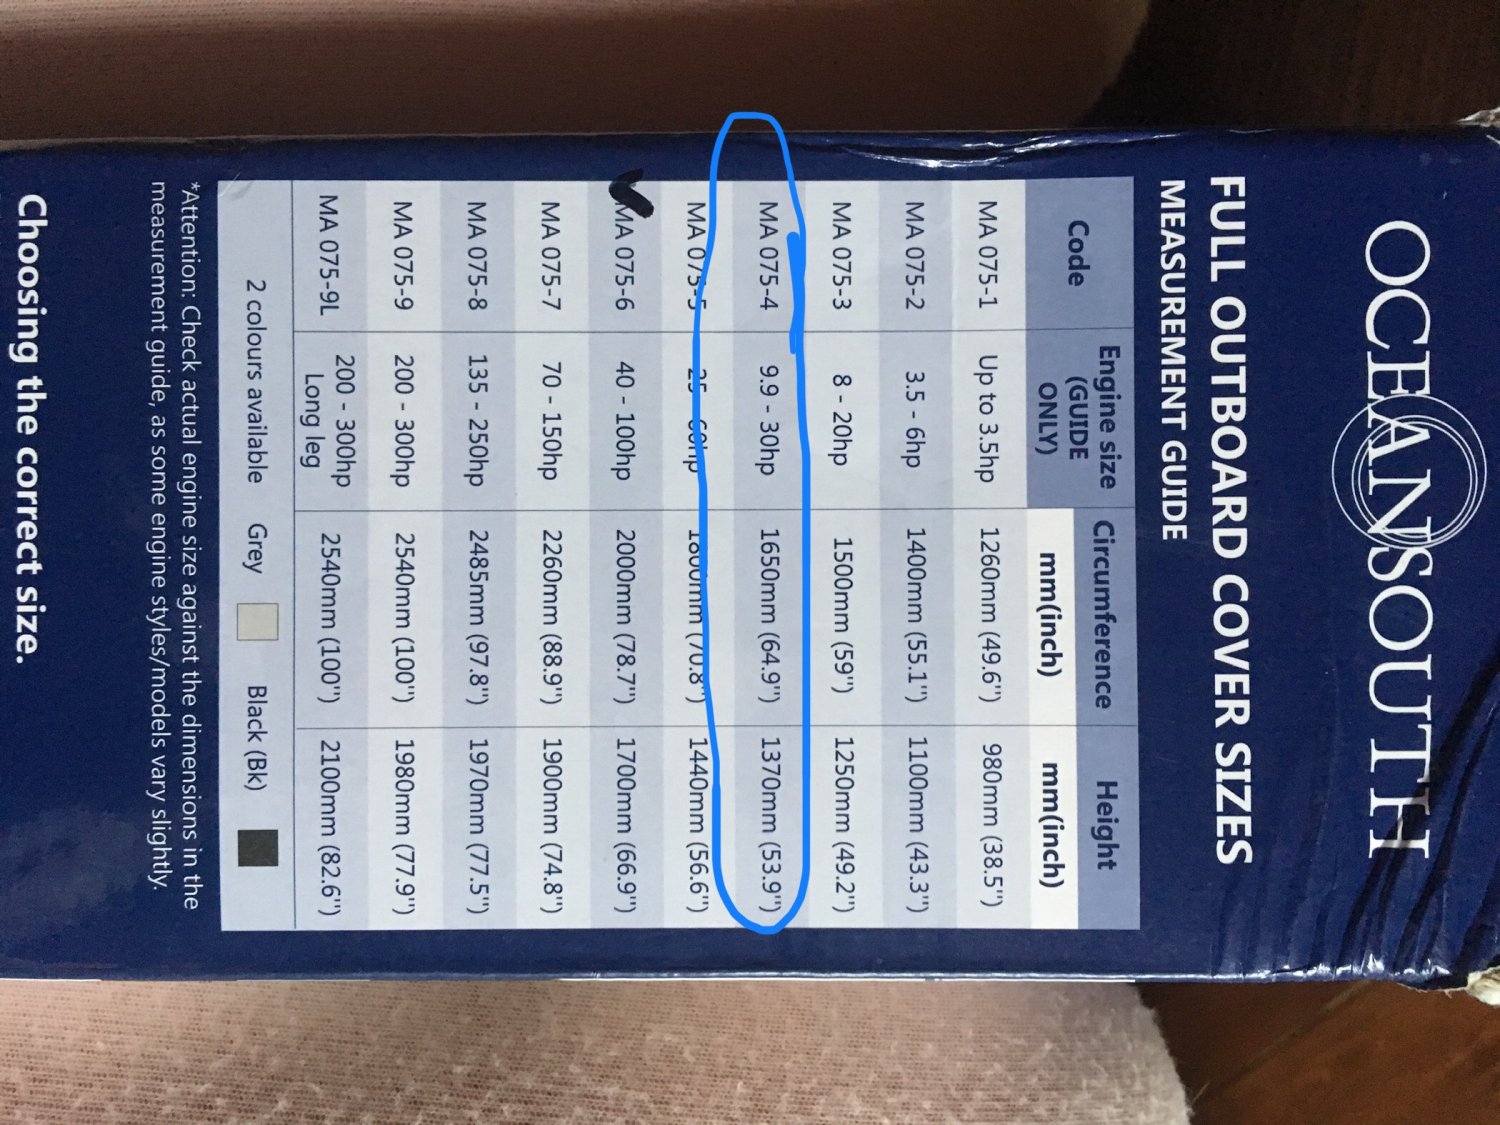 OCEANSOUTH
FULL OUTBOARD COVER SIZES
MEASUREMENT GUIDE
Code Engine size (GUIDE ONLY) Circumference mm(inch) Height mm(inch)
MA 075-1 Up to 3.5hp 1260mm (49.6") 980mm (38.5")
MA 075-2 3.5 - 6hp 1400mm (55.1") 1100mm (43.3")
MA 075-3 8 - 20hp 1500mm (59") 1250mm (49.2")
MA 075-4 9.9 - 30hp 1650mm (64.9") 1370mm (53.9")
MA 075-5 25 - 60hp 1800mm (70.8") 1440mm (56.6")
MA 075-6 40 - 100hp 2000mm (78.7") 1700mm (66.9")
MA 075-7 70 - 150hp 2260mm (88.9") 1900mm (74.8")
MA 075-8 135 - 250hp 2485mm (97.8") 1970mm (77.5")
MA 075-9 200 - 300hp 2540mm (100") 1980mm (77.9")
MA 075-9L 200 - 300hp Long leg 2540mm (100") 2100mm (82.6")
2 colours available Grey Black (Bk)
*Attention: Check actual engine size against the dimensions in the
measurement guide, as some engine styles/models vary slightly.
Choosing the correct size.